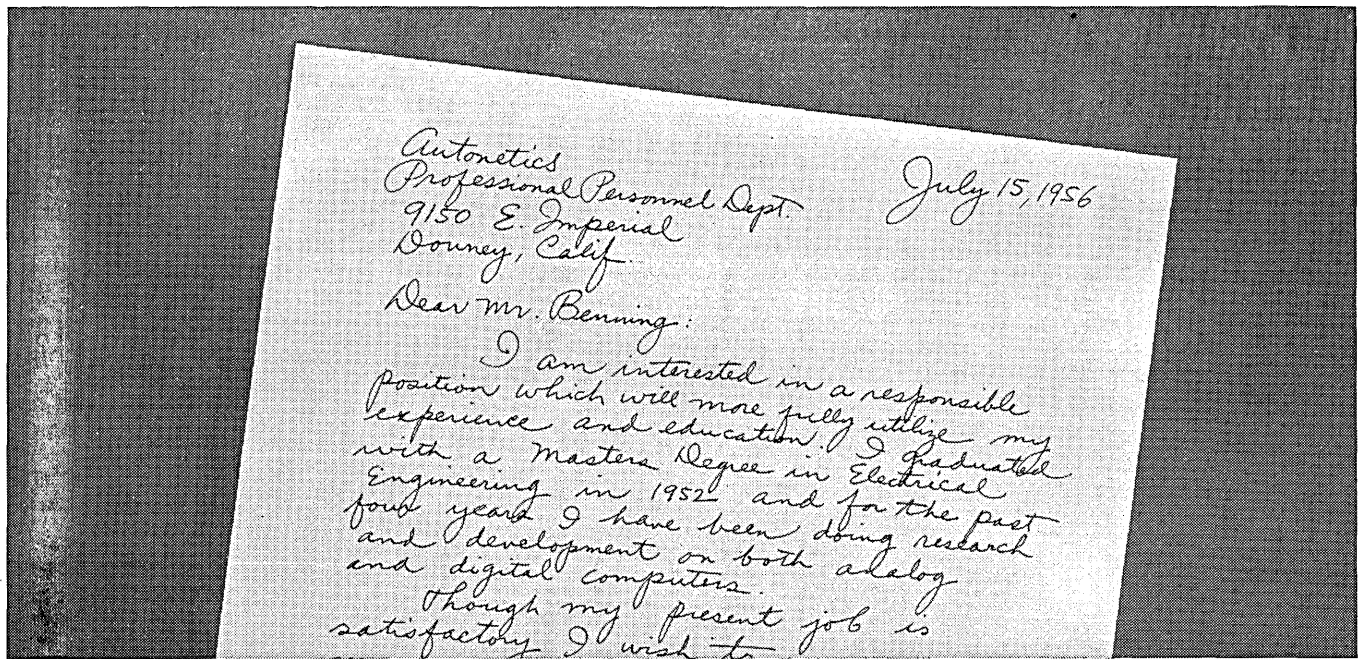 Autonetics
Professional Personnel Dept.
9150 E. Imperial
Downey, Calif.
July 15, 1956
Dear Mr. Benning:
I am interested in a responsible
position which will more fully utilize my
experience and education. I graduated
with a Masters Degree in Electrical
Engineering in 1952 and for the past
four years I have been doing research
and development on both analog
and digital computers.
Though my present job is
satisfactory I wish to